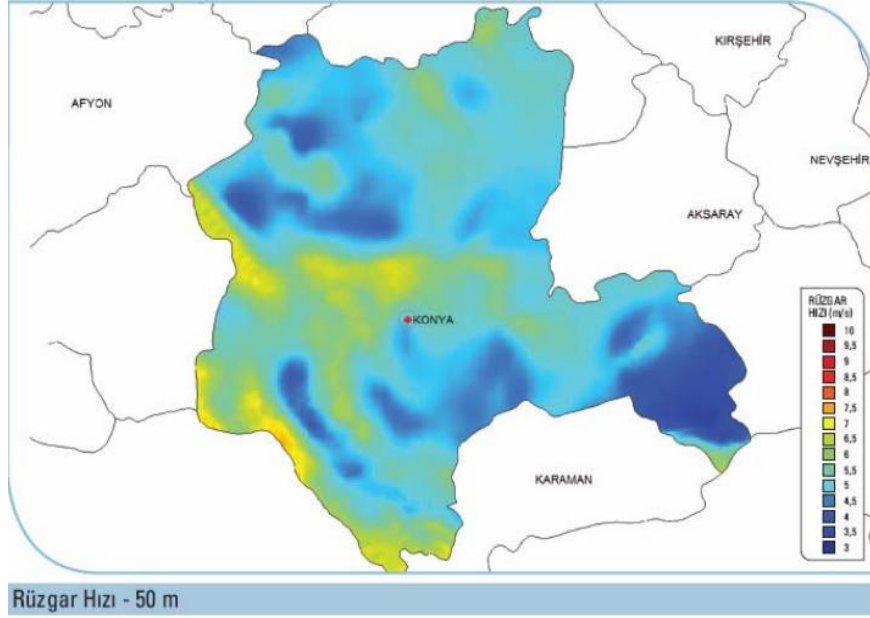 KIRŞEHİR
AFYON
NEVŞEHİR
AKSARAY
KONYA
KARAMAN
RÜZGAR
HIZI (m/s)
10
9,5
9
8,5
8
7,5
7
6,5
6
5,5
5
4,5
4
3,5
3
Rüzgar Hızı - 50 m